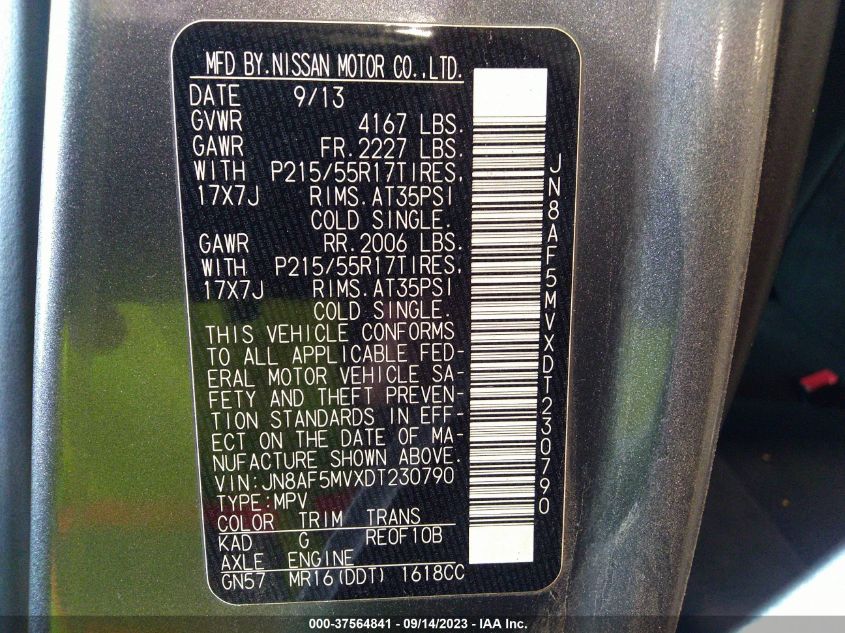 MFD BY.NISSAN MOTOR CO.,LTD.
DATE 9/13
GVWR 4167 LBS.
GAWR FR.2227 LBS.
WITH P215/55R17TIRES,
17X7J RIMS.AT35PSI
COLD SINGLE.
GAWR RR.2006 LBS.
WITH P215/55R17TIRES,
17X7J RIMS.AT35PSI
COLD SINGLE.
THIS VEHICLE CONFORMS
TO ALL APPLICABLE FED-
ERAL MOTOR VEHICLE SA-
FETY AND THEFT PREVEN-
TION STANDARDS IN EFF-
ECT ON THE DATE OF MA-
NUFACTURE SHOWN ABOVE.
VIN:JN8AF5MVXDT230790
TYPE:MPV
COLOR TRIM TRANS
KAD G REOF10B
AXLE ENGINE
GN57 MR16(DDT) 1618CC
JN8AF5MVXDT230790
000-37564841 - 09/14/2023 - IAA Inc.